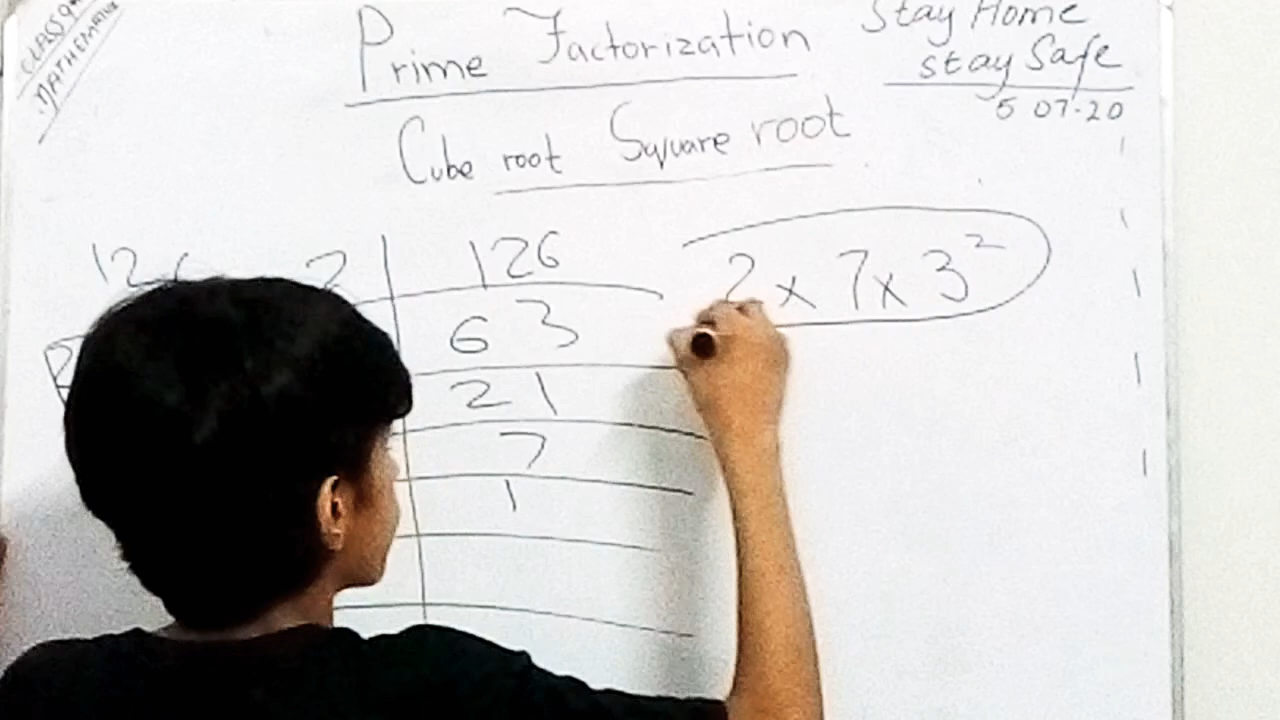 CLASS 9th
MATHEMATICS
Prime Factorization
Stay Home
stay Safe
5 07-20
Cube root Square root
126 2 126 2 x 7 x 3²
63
21
7
1